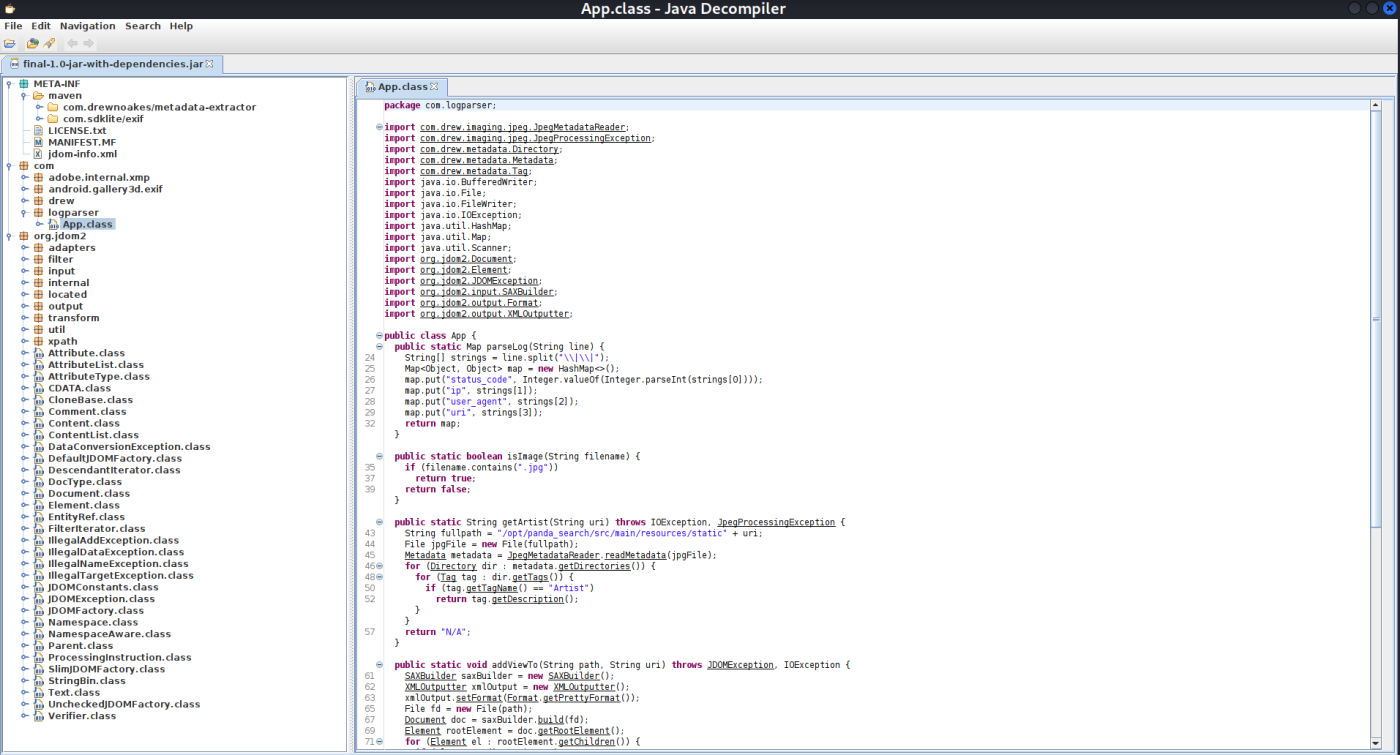 App.class - Java Decompiler
File Edit Navigation Search Help
final-1.0-jar-with-dependencies.jar
META-INF
maven
com.drewnoakes/metadata-extractor
com.sdklite/exif
LICENSE.txt
MANIFEST.MF
jdom-info.xml
com
adobe.internal.xmp
android.gallery3d.exif
drew
logparser
App.class
org.jdom2
adapters
filter
input
internal
located
output
transform
util
xpath
Attribute.class
AttributeList.class
AttributeType.class
CDATA.class
CloneBase.class
Comment.class
Content.class
ContentList.class
DataConversionException.class
DefaultJDOMFactory.class
DescendantIterator.class
DocType.class
Document.class
Element.class
EntityRef.class
FilterIterator.class
IllegalAddException.class
IllegalDataException.class
IllegalNameException.class
IllegalTargetException.class
JDOMConstants.class
JDOMException.class
JDOMFactory.class
Namespace.class
NamespaceAware.class
Parent.class
ProcessingInstruction.class
SlimJDOMFactory.class
StringBin.class
Text.class
UncheckedJDOMFactory.class
Verifier.class
App.class
package com.logparser;
import com.drew.imaging.jpeg.JpegMetadataReader;
import com.drew.imaging.jpeg.JpegProcessingException;
import com.drew.metadata.Directory;
import com.drew.metadata.Metadata;
import com.drew.metadata.Tag;
import java.io.BufferedWriter;
import java.io.File;
import java.io.FileWriter;
import java.io.IOException;
import java.util.HashMap;
import java.util.Map;
import java.util.Scanner;
import org.jdom2.Document;
import org.jdom2.Element;
import org.jdom2.JDOMException;
import org.jdom2.input.SAXBuilder;
import org.jdom2.output.Format;
import org.jdom2.output.XMLOutputter;
public class App {
public static Map parseLog(String line) {
24 String[] strings = line.split("\\|\\|");
25 Map<Object, Object> map = new HashMap<>();
26 map.put("status_code", Integer.valueOf(Integer.parseInt(strings[0])));
27 map.put("ip", strings[1]);
28 map.put("user_agent", strings[2]);
29 map.put("uri", strings[3]);
32 return map;
}
public static boolean isImage(String filename) {
35 if (filename.contains(".jpg"))
37 return true;
39 return false;
}
public static String getArtist(String uri) throws IOException, JpegProcessingException {
43 String fullpath = "/opt/panda_search/src/main/resources/static" + uri;
44 File jpgFile = new File(fullpath);
45 Metadata metadata = JpegMetadataReader.readMetadata(jpgFile);
46 for (Directory dir : metadata.getDirectories()) {
48 for (Tag tag : dir.getTags()) {
50 if (tag.getTagName() == "Artist")
52 return tag.getDescription();
}
}
57 return "N/A";
}
public static void addViewTo(String path, String uri) throws JDOMException, IOException {
61 SAXBuilder saxBuilder = new SAXBuilder();
62 XMLOutputter xmlOutput = new XMLOutputter();
63 xmlOutput.setFormat(Format.getPrettyFormat());
65 File fd = new File(path);
67 Document doc = saxBuilder.build(fd);
69 Element rootElement = doc.getRootElement();
71 for (Element el : rootElement.getChildren()) {